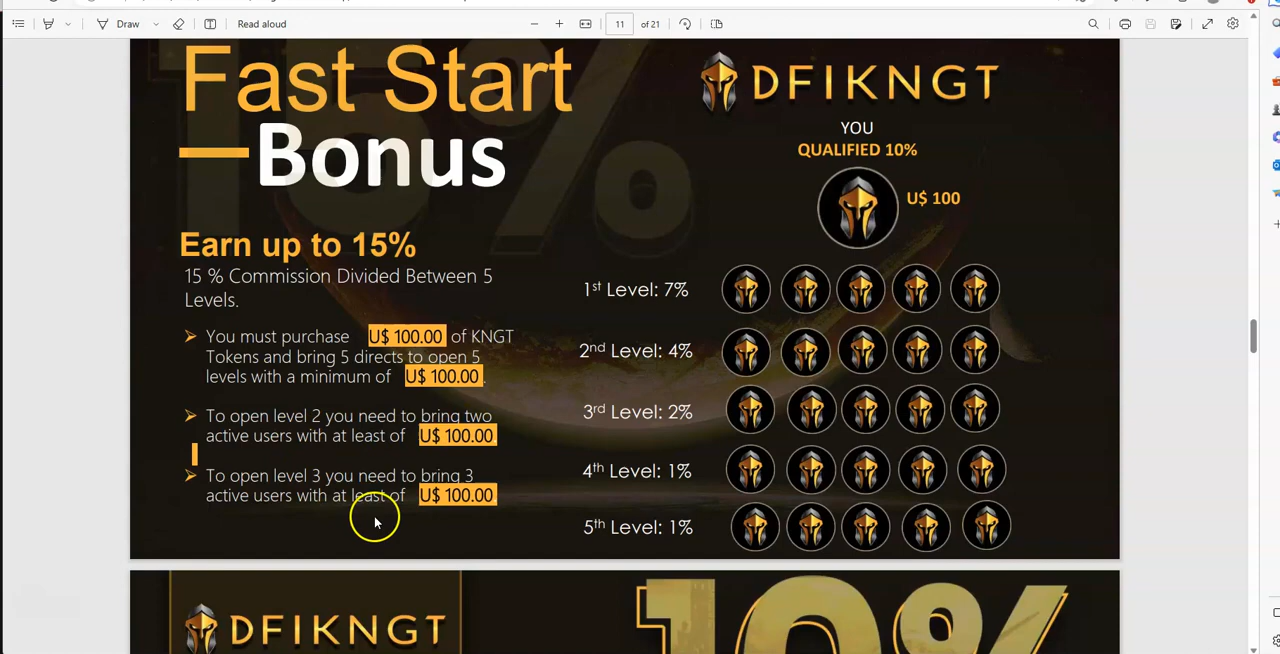 Draw
Read aloud
11
of 21
Fast Start
Bonus
Earn up to 15%
15 % Commission Divided Between 5
Levels.
You must purchase U$ 100.00 of KNGT
Tokens and bring 5 directs to open 5
levels with a minimum of U$ 100.00.
To open level 2 you need to bring two
active users with at least of U$ 100.00
To open level 3 you need to bring 3
active users with at least of U$ 100.00
15%
DFIKNGT
YOU
QUALIFIED 10%
U$ 100
1st Level: 7%
2nd Level: 4%
3rd Level: 2%
4th Level: 1%
5th Level: 1%
DFIKNGT
10%